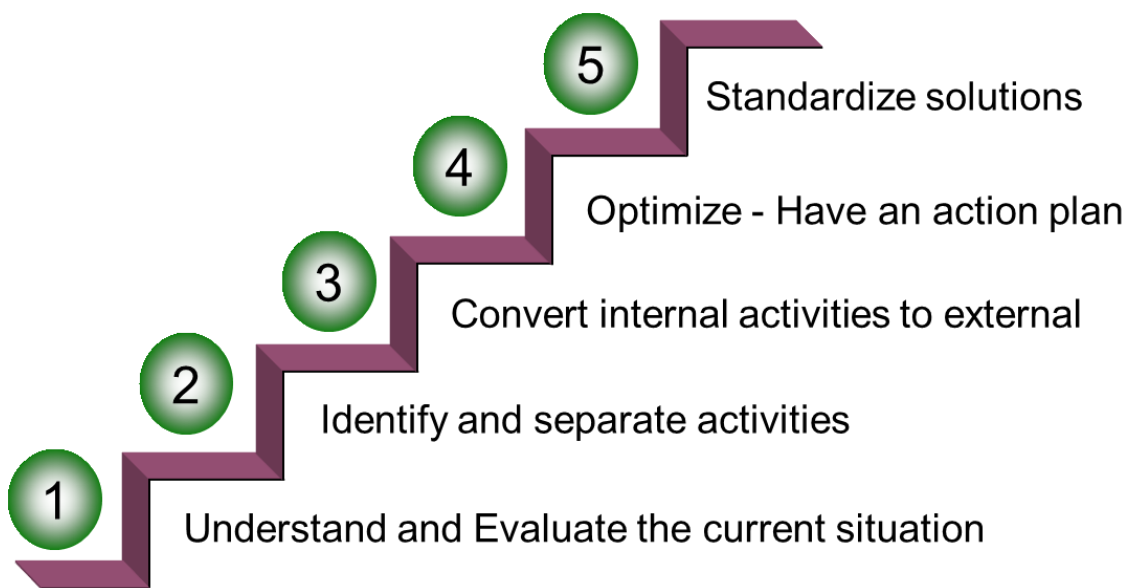 5
Standardize solutions
4
Optimize - Have an action plan
3
Convert internal activities to external
2
Identify and separate activities
1
Understand and Evaluate the current situation